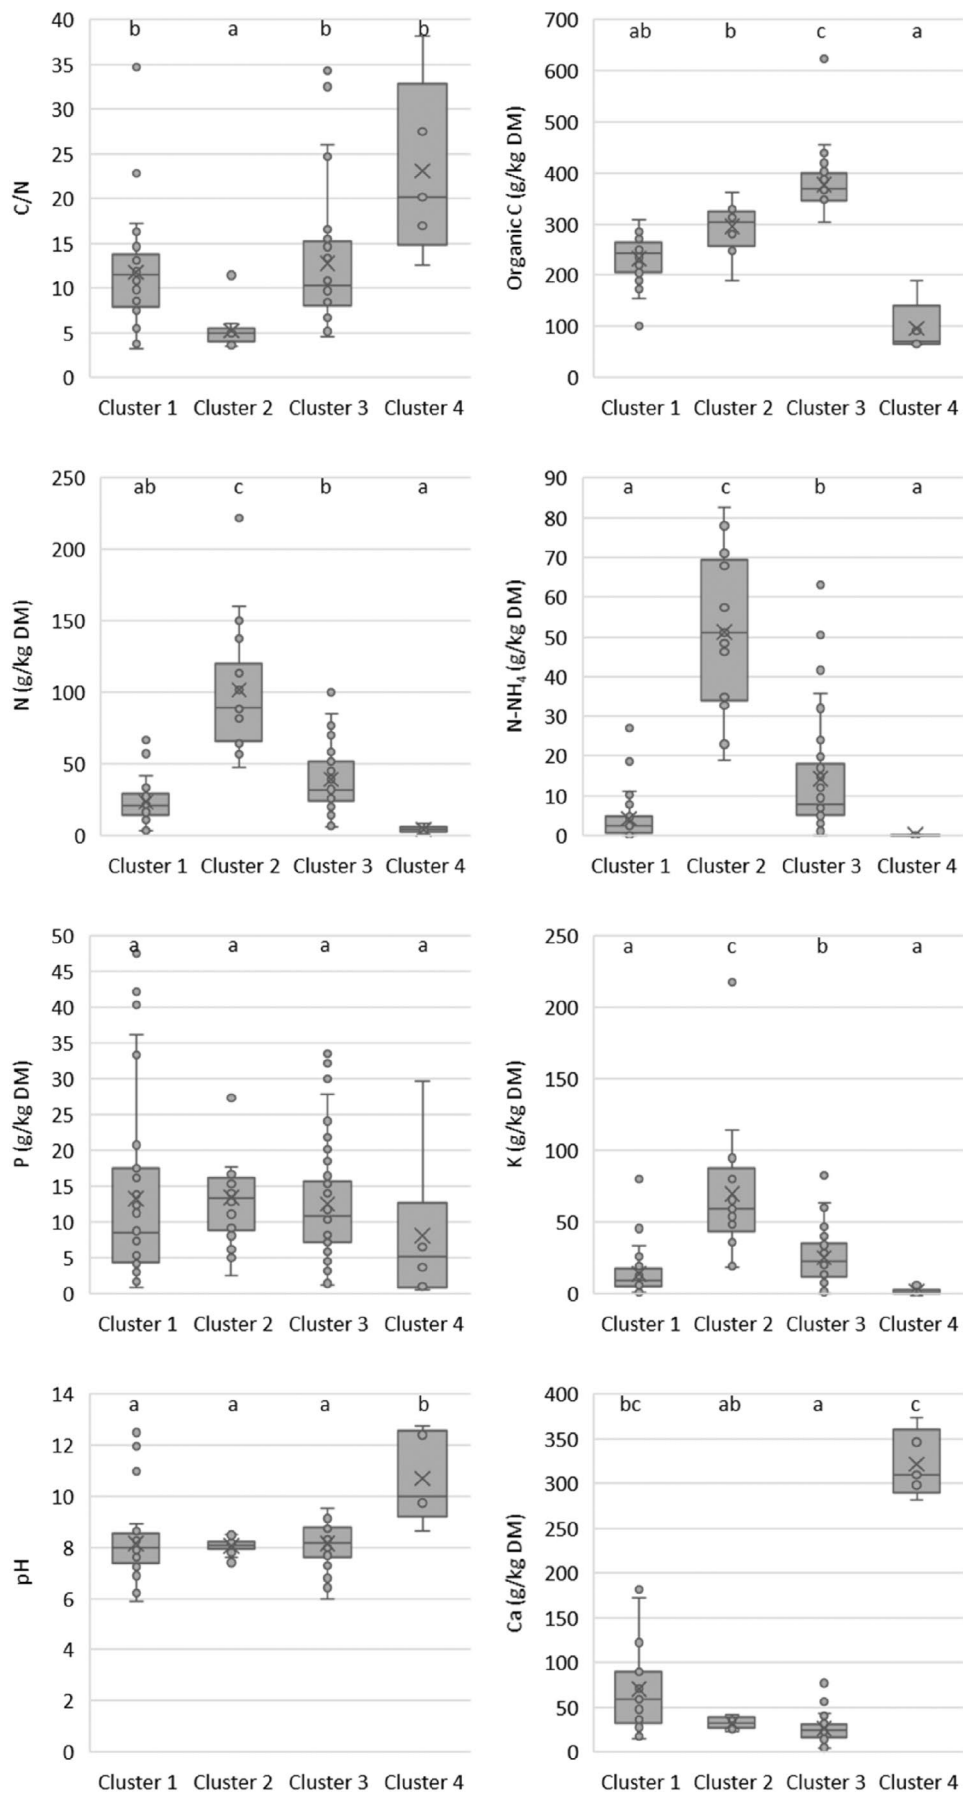 C/N
40
35
30
25
20
15
10
5
0
b a b b
Cluster 1 Cluster 2 Cluster 3 Cluster 4
Organic C (g/kg DM)
700
600
500
400
300
200
100
0
ab b c a
Cluster 1 Cluster 2 Cluster 3 Cluster 4
N (g/kg DM)
250
200
150
100
50
0
ab c b a
Cluster 1 Cluster 2 Cluster 3 Cluster 4
N-NH₄ (g/kg DM)
90
80
70
60
50
40
30
20
10
0
a c b a
Cluster 1 Cluster 2 Cluster 3 Cluster 4
P (g/kg DM)
50
45
40
35
30
25
20
15
10
5
0
a a a a
Cluster 1 Cluster 2 Cluster 3 Cluster 4
K (g/kg DM)
250
200
150
100
50
0
a c b a
Cluster 1 Cluster 2 Cluster 3 Cluster 4
pH
14
12
10
8
6
4
2
0
a a a b
Cluster 1 Cluster 2 Cluster 3 Cluster 4
Ca (g/kg DM)
400
350
300
250
200
150
100
50
0
bc ab a c
Cluster 1 Cluster 2 Cluster 3 Cluster 4